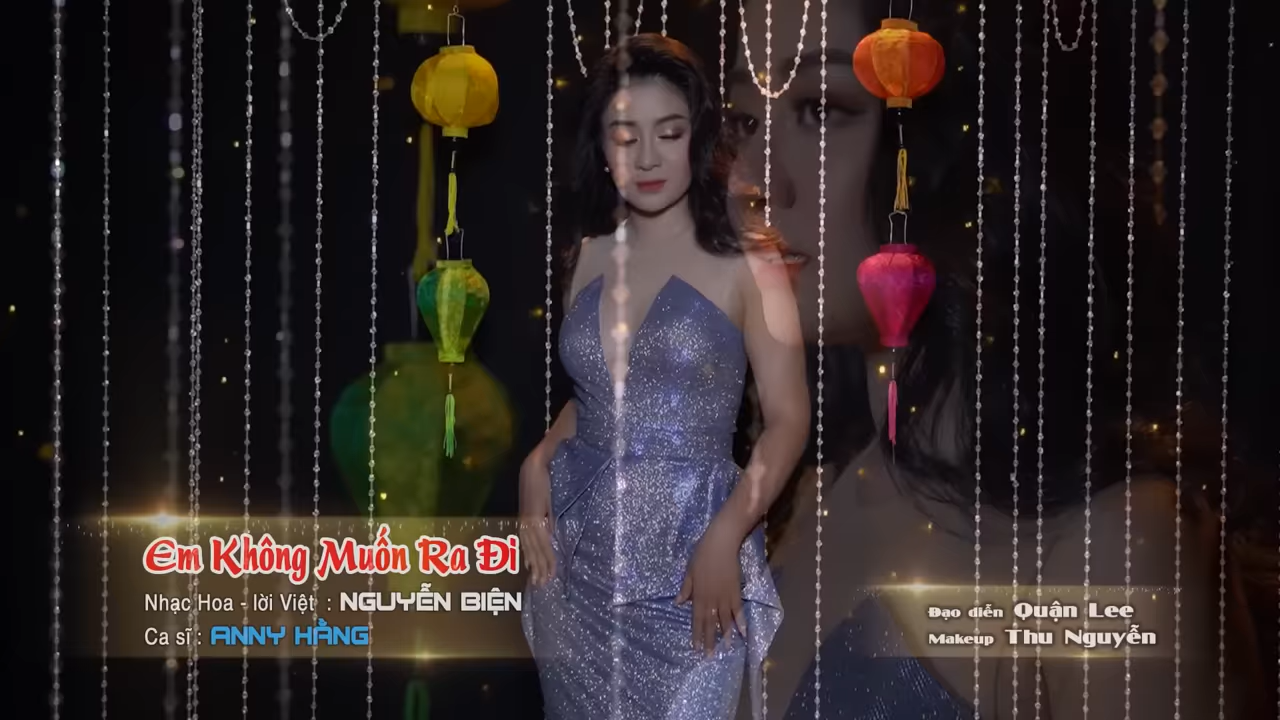 Em Không Muốn Ra Đi
Nhạc Hoa - lời Việt : NGUYỄN BIỆN
Ca sĩ : ANNY HẰNG
Đạo diễn Quận Lee
Makeup Thu Nguyễn